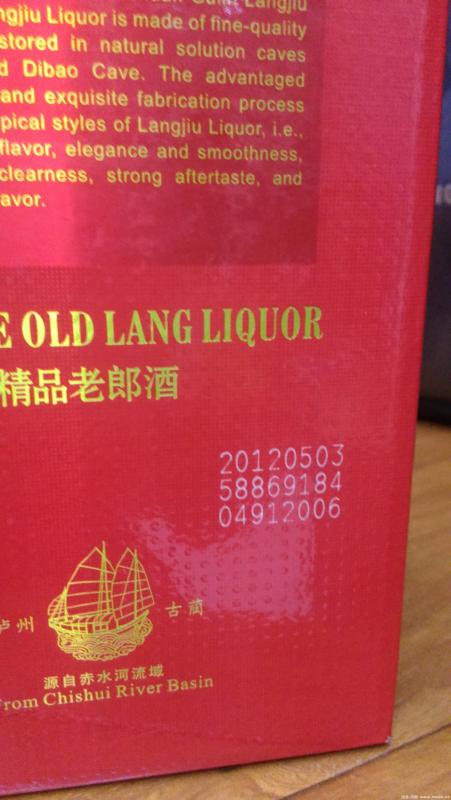 Langjiu
ngjiu Liquor is made of fine-quality
stored in natural solution caves
d Dibao Cave. The advantaged
and exquisite fabrication process
pical styles of Langjiu Liquor, i.e.,
flavor, elegance and smoothness,
clearness, strong aftertaste, and
avor.
E OLD LANG LIQUOR
精品老郎酒
20120503
58869184
04912006
泸州 古蔺
源自赤水河流域
From Chishui River Basin